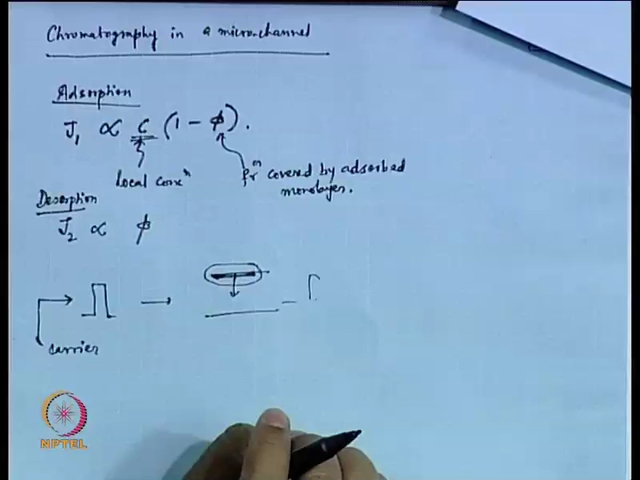 Chromatography in a microchannel
Adsorption
J₁ ∝ C (1 − ϕ).
Local concⁿ
frⁿ covered by adsorbed
monolayer.
Desorption
J₂ ∝ ϕ
carrier
NPTEL